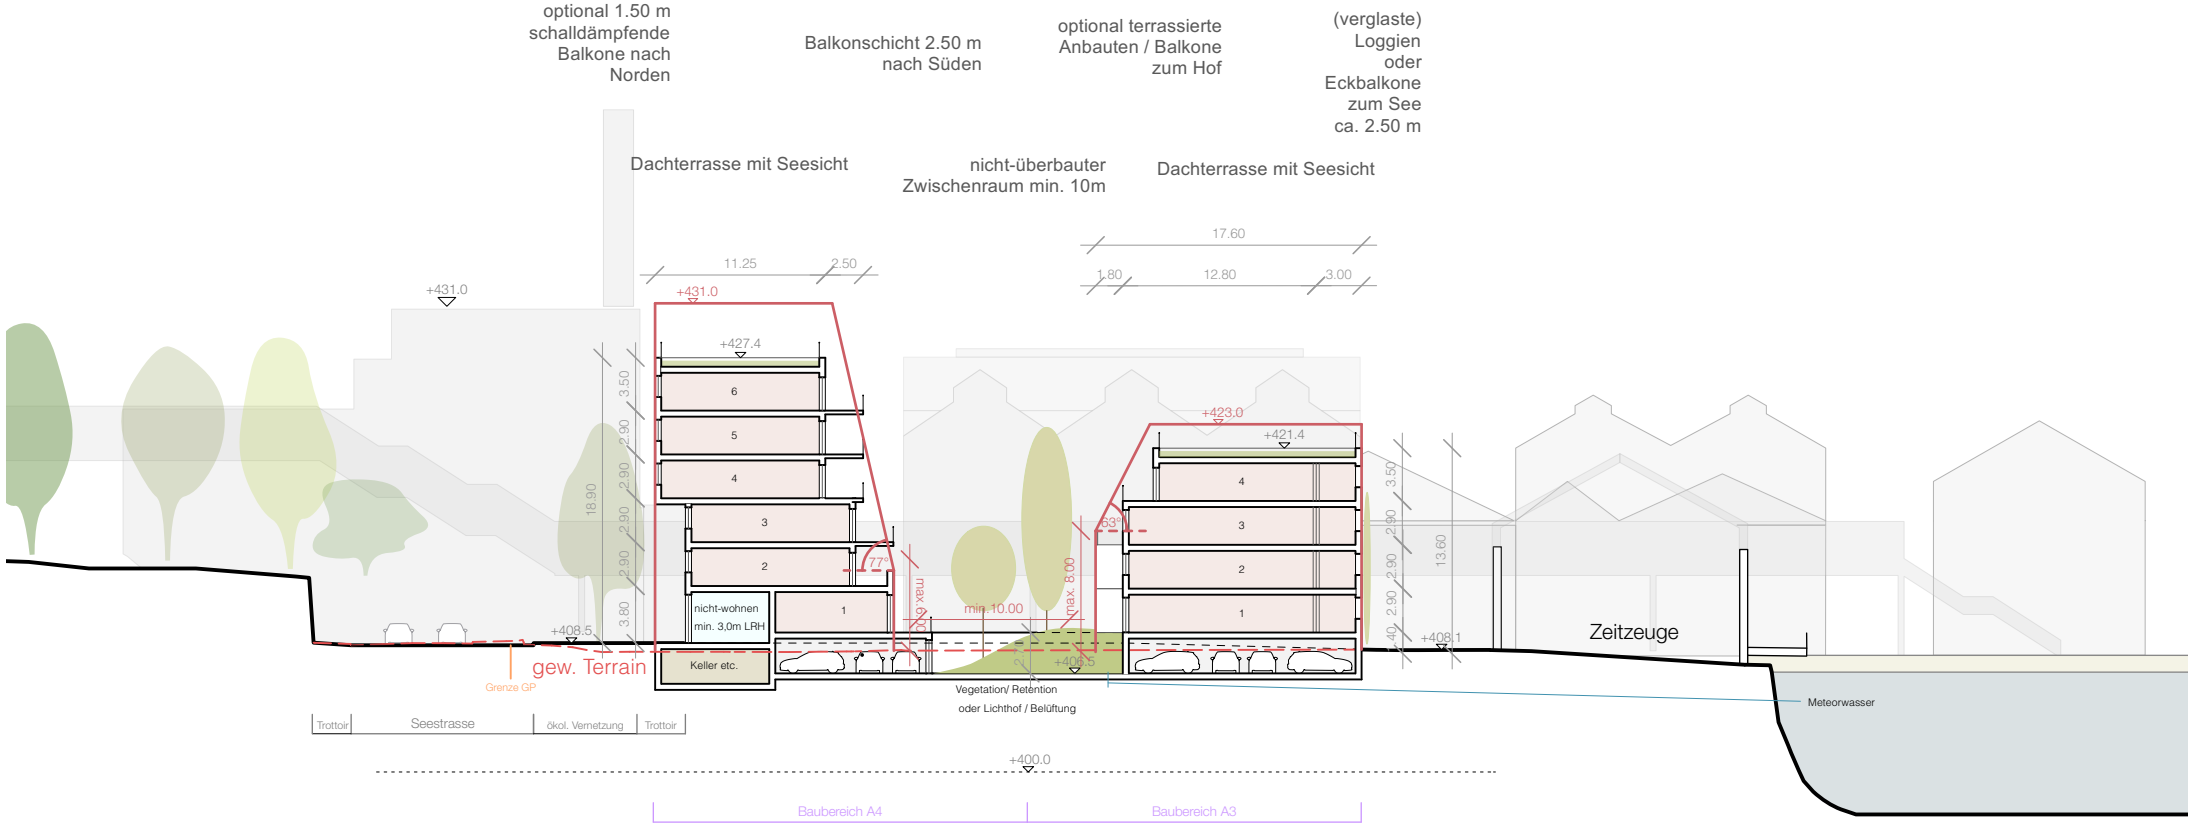 optional 1.50 m
schalldämpfende
Balkone nach
Norden
Balkonschicht 2.50 m
nach Süden
optional terrassierte
Anbauten / Balkone
zum Hof
(verglaste)
Loggien
oder
Eckbalkone
zum See
ca. 2.50 m
Dachterrasse mit Seesicht
nicht-überbauter
Zwischenraum min. 10m
Dachterrasse mit Seesicht
17.60
11.25
2.50
1.80
12.80
3.00
+431.0
+431.0
+427.4
+423.0
+421.4
6
5
4
3
2
1
nicht-wohnen
min. 3,0m LRH
Keller etc.
4
3
2
1
18.90
3.50
2.90
2.90
2.90
2.90
3.80
77°
max. 6.00
min.10.00
max. 8.00
63°
3.50
2.90
2.90
2.90
13.60
+408.5
+408.1
+406.5
gew. Terrain
Grenze GP
Zeitzeuge
Vegetation/ Retention
oder Lichthof / Belüftung
Meteorwasser
Trottoir
Seestrasse
ökol. Vernetzung
Trottoir
+400.0
Baubereich A4
Baubereich A3